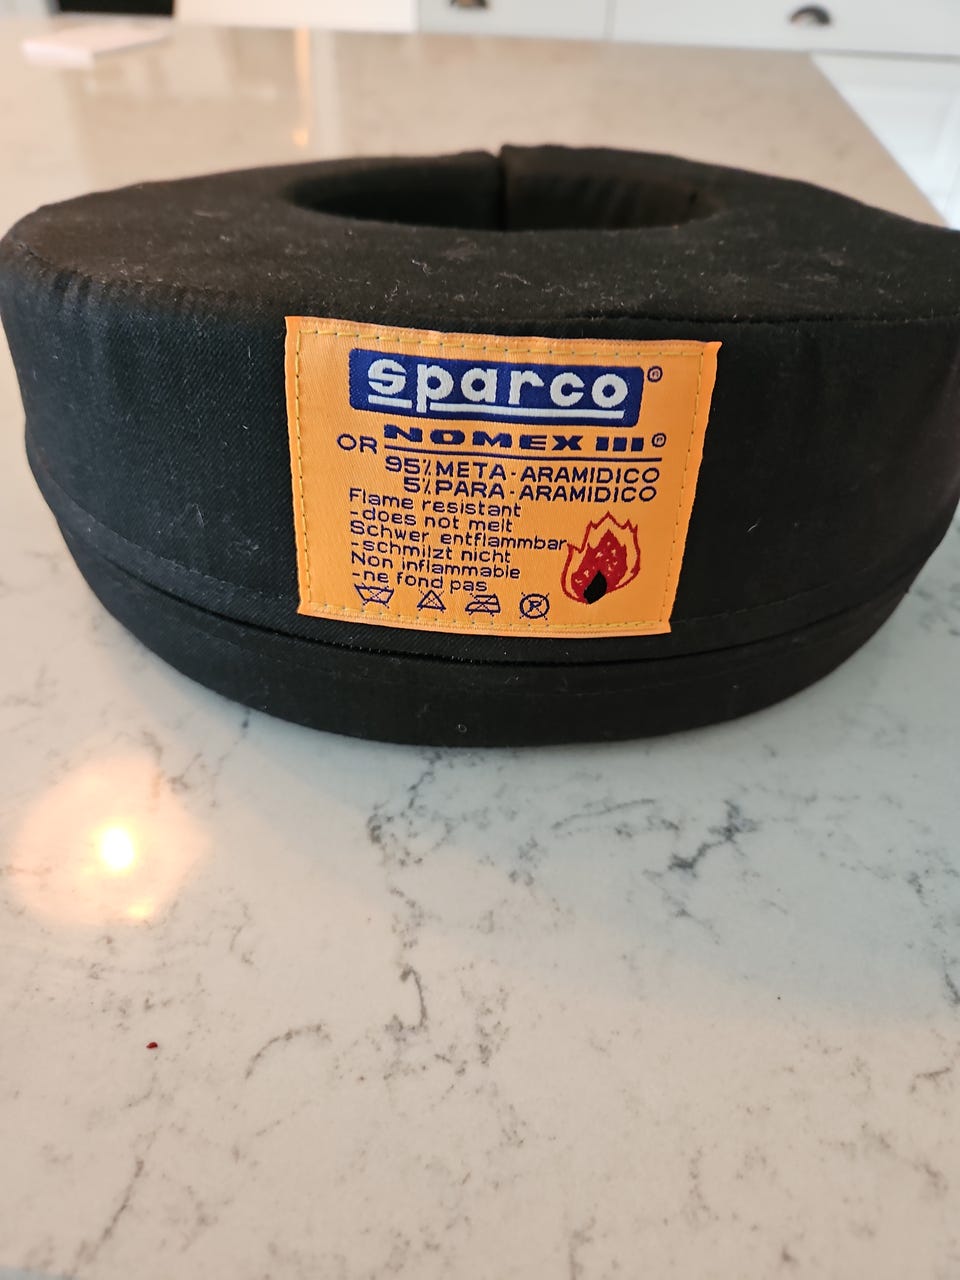 sparco®
OR NOMEX III®
95% META-ARAMIDICO
5% PARA-ARAMIDICO
Flame resistant
-does not melt
Schwer entflammbar
-schmilzt nicht
Non inflammable
-ne fond pas
R